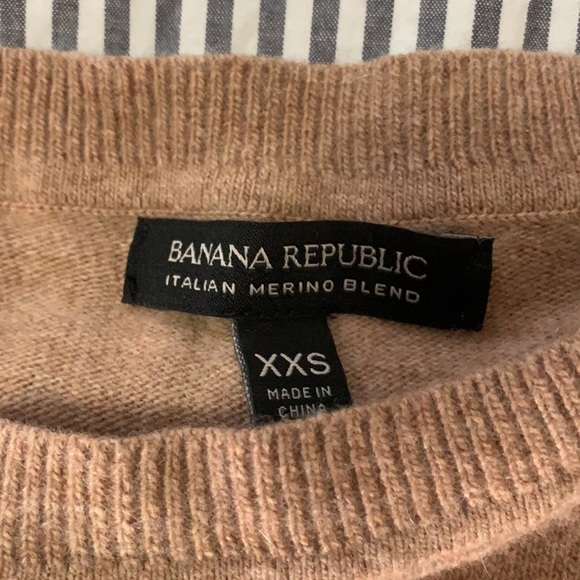 BANANA REPUBLIC
ITALIAN MERINO BLEND
XXS
MADE IN
CHINA